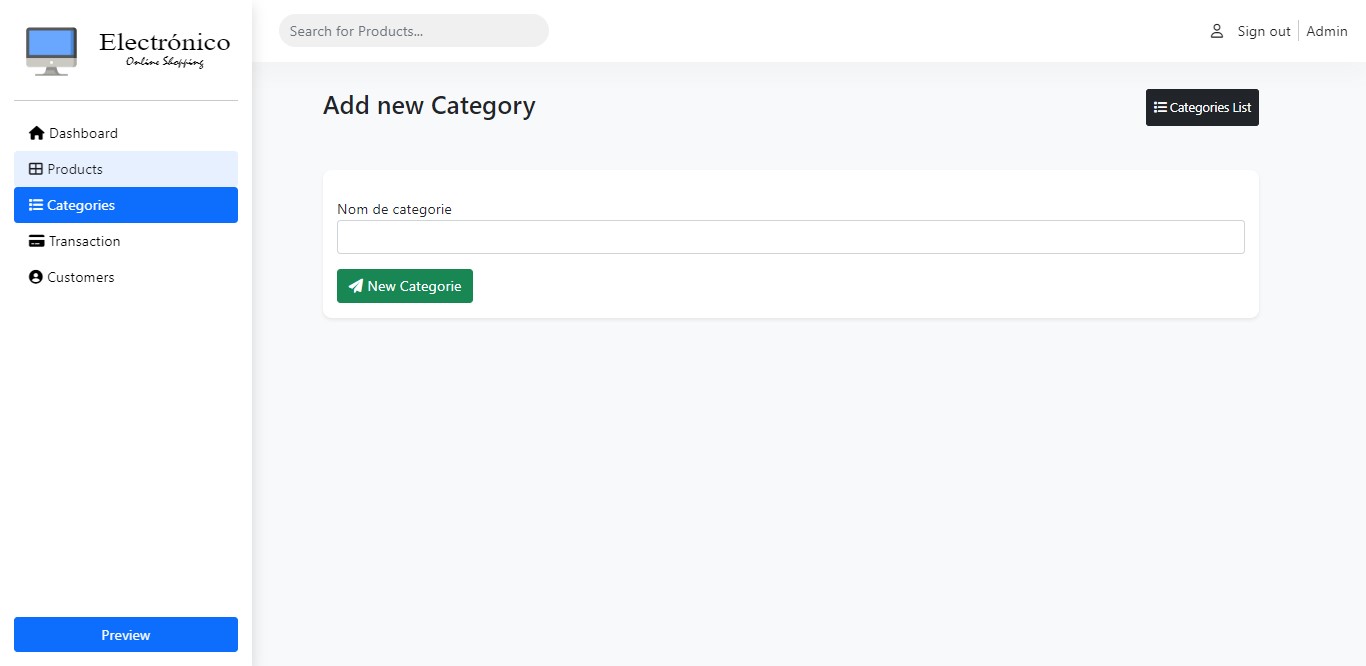 Electrónico
Online Shopping
Search for Products...
Sign out
Admin
Dashboard
Products
Categories
Transaction
Customers
Preview
Add new Category
Categories List
Nom de categorie
New Categorie